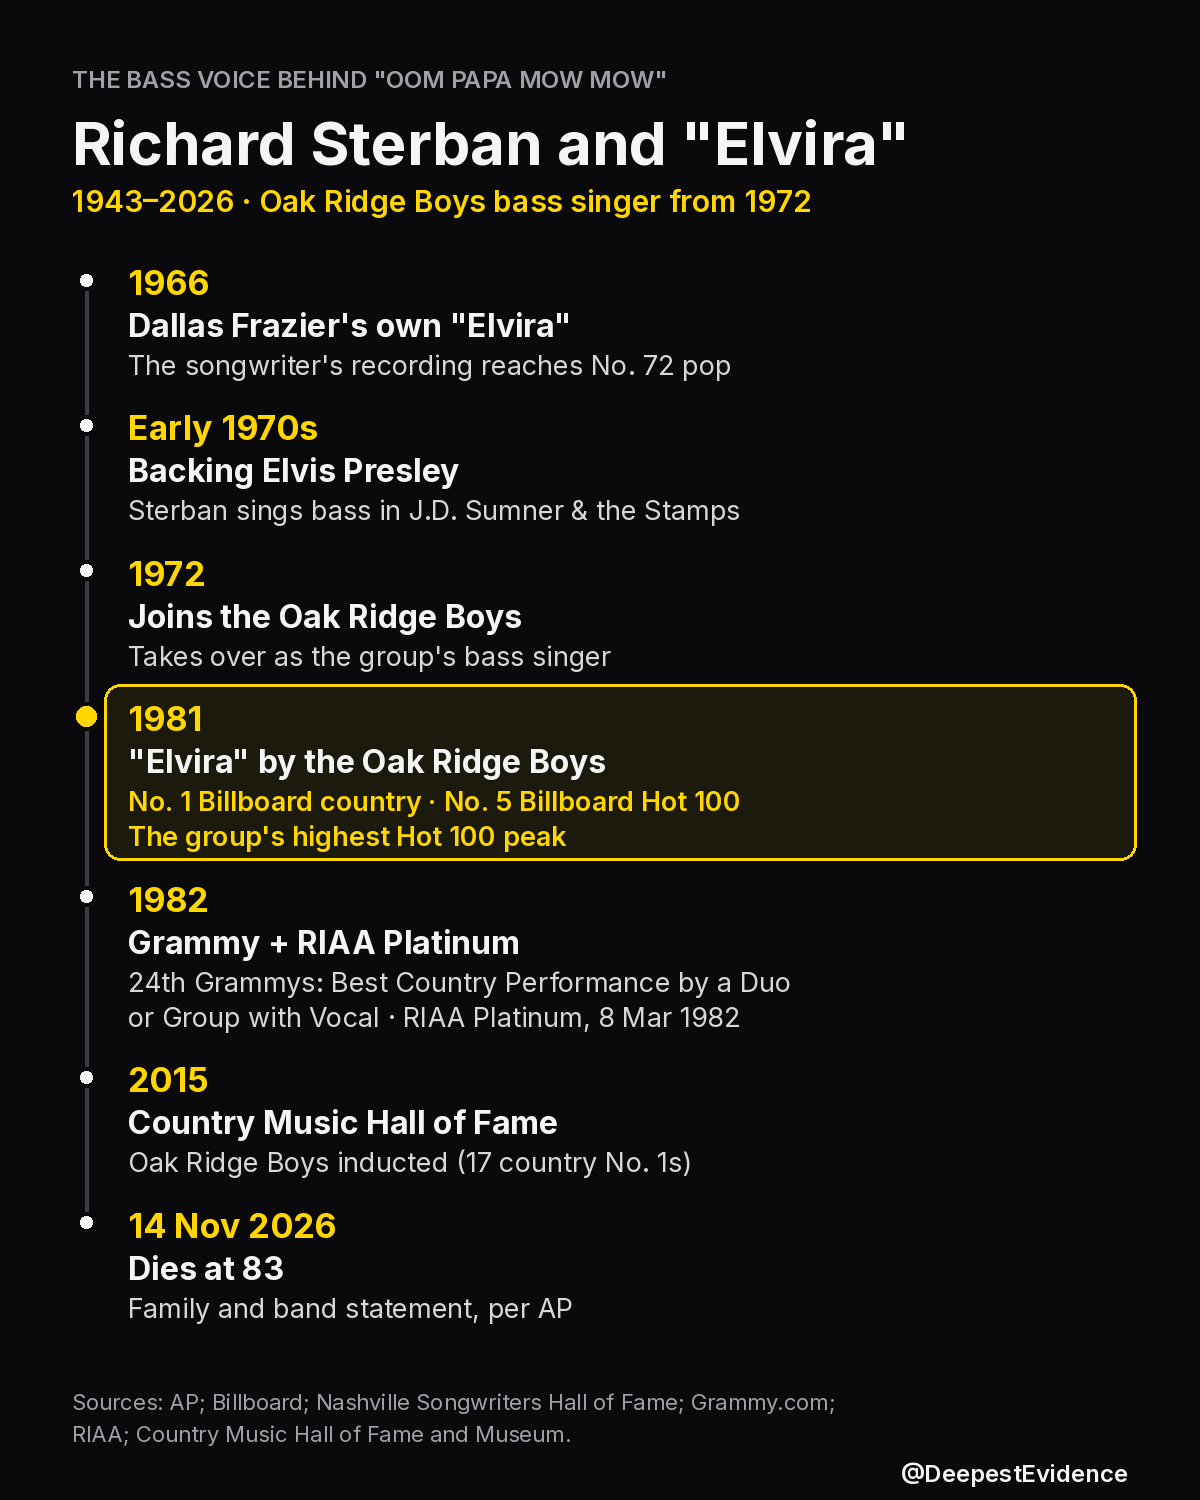 THE BASS VOICE BEHIND "OOM PAPA MOW MOW"
Richard Sterban and "Elvira"
1943–2026 · Oak Ridge Boys bass singer from 1972
1966
Dallas Frazier's own "Elvira"
The songwriter's recording reaches No. 72 pop
Early 1970s
Backing Elvis Presley
Sterban sings bass in J.D. Sumner & the Stamps
1972
Joins the Oak Ridge Boys
Takes over as the group's bass singer
1981
"Elvira" by the Oak Ridge Boys
No. 1 Billboard country · No. 5 Billboard Hot 100
The group's highest Hot 100 peak
1982
Grammy + RIAA Platinum
24th Grammys: Best Country Performance by a Duo
or Group with Vocal · RIAA Platinum, 8 Mar 1982
2015
Country Music Hall of Fame
Oak Ridge Boys inducted (17 country No. 1s)
14 Nov 2026
Dies at 83
Family and band statement, per AP
Sources: AP; Billboard; Nashville Songwriters Hall of Fame; Grammy.com;
RIAA; Country Music Hall of Fame and Museum.
@DeepestEvidence